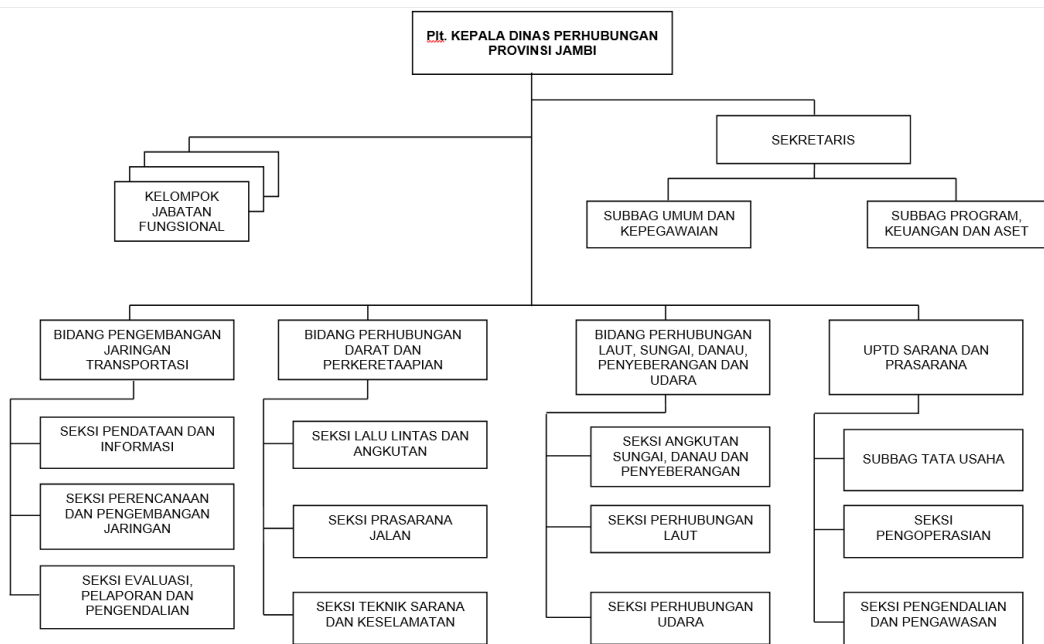 Plt. KEPALA DINAS PERHUBUNGAN
PROVINSI JAMBI
SEKRETARIS
KELOMPOK
JABATAN
FUNGSIONAL
SUBBAG UMUM DAN
KEPEGAWAIAN
SUBBAG PROGRAM,
KEUANGAN DAN ASET
BIDANG PENGEMBANGAN
JARINGAN
TRANSPORTASI
BIDANG PERHUBUNGAN
DARAT DAN
PERKERETAAPIAN
BIDANG PERHUBUNGAN
LAUT, SUNGAI, DANAU,
PENYEBERANGAN DAN
UDARA
UPTD SARANA DAN
PRASARANA
SEKSI PENDATAAN DAN
INFORMASI
SEKSI LALU LINTAS DAN
ANGKUTAN
SEKSI ANGKUTAN
SUNGAI, DANAU DAN
PENYEBERANGAN
SUBBAG TATA USAHA
SEKSI PERENCANAAN
DAN PENGEMBANGAN
JARINGAN
SEKSI PRASARANA
JALAN
SEKSI PERHUBUNGAN
LAUT
SEKSI
PENGOPERASIAN
SEKSI EVALUASI,
PELAPORAN DAN
PENGENDALIAN
SEKSI TEKNIK SARANA
DAN KESELAMATAN
SEKSI PERHUBUNGAN
UDARA
SEKSI PENGENDALIAN
DAN PENGAWASAN